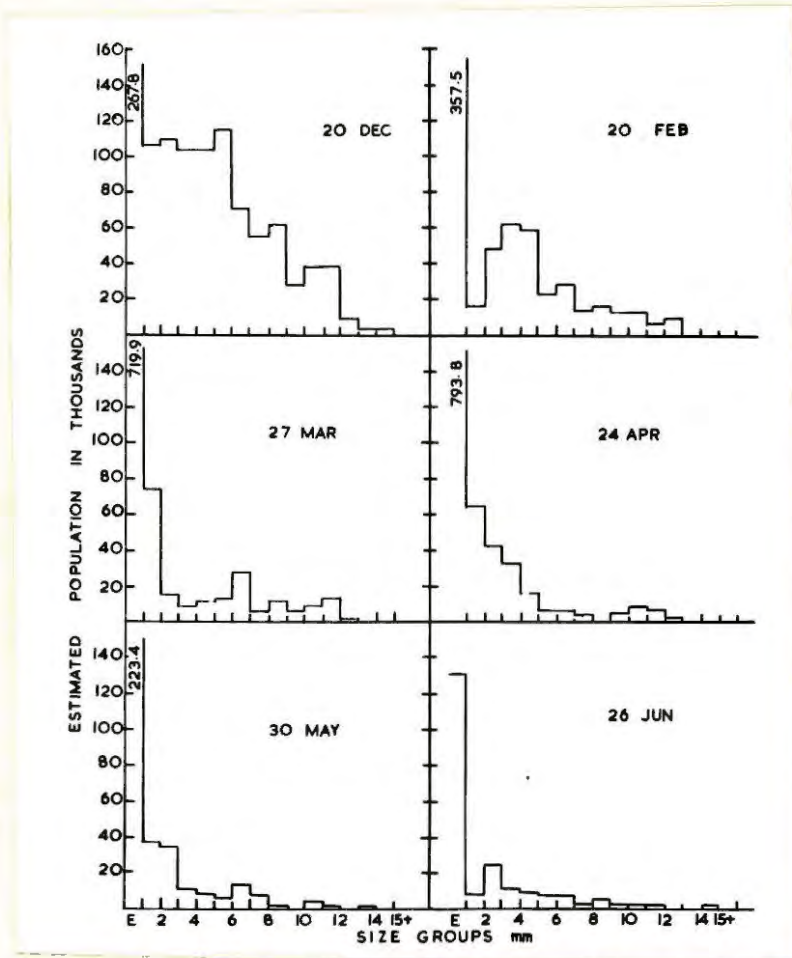 160
140
120
100
80
60
40
20
267.8
20 DEC
357.5
20 FEB
140
120
100
80
60
40
20
719.9
27 MAR
793.8
24 APR
140
120
100
80
60
40
20
223.4
30 MAY
26 JUN
ESTIMATED POPULATION IN THOUSANDS
E 2 4 6 8 10 12 14 15+
E 2 4 6 8 10 12 14 15+
SIZE GROUPS mm